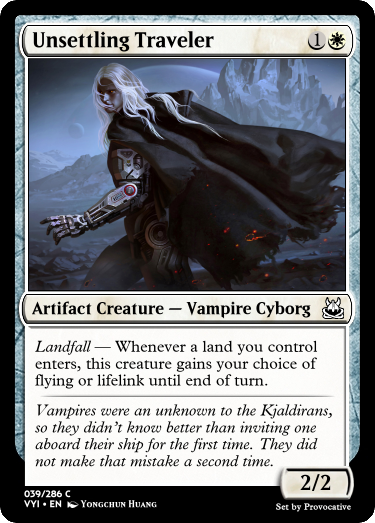 Unsettling Traveler 1
Artifact Creature — Vampire Cyborg
Landfall — Whenever a land you control
enters, this creature gains your choice of
flying or lifelink until end of turn.
Vampires were an unknown to the Kjaldirans,
so they didn't know better than inviting one
aboard their ship for the first time. They did
not make that mistake a second time.
2/2
039/286 C
VYI • EN Yongchun Huang
Set by Provocative